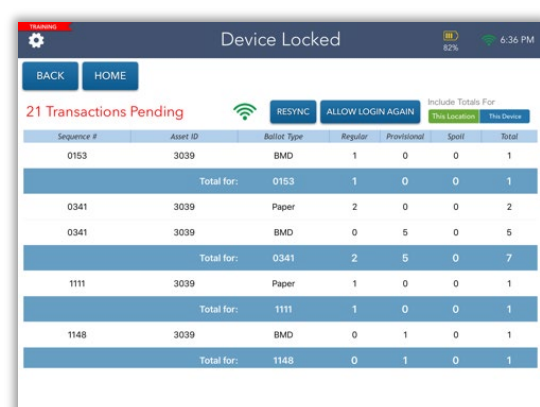 TRAINING
Device Locked
82%
6:36 PM
BACK HOME
21 Transactions Pending RESYNC ALLOW LOGIN AGAIN Include Totals For
This Location This Device
Sequence # Asset ID Ballot Type Regular Provisional Spoil Total
0153 3039 BMD 1 0 0 1
Total for: 0153 1 0 0 1
0341 3039 Paper 2 0 0 2
0341 3039 BMD 0 5 0 5
Total for: 0341 2 5 0 7
1111 3039 Paper 1 0 0 1
Total for: 1111 1 0 0 1
1148 3039 BMD 0 1 0 1
Total for: 1148 0 1 0 1